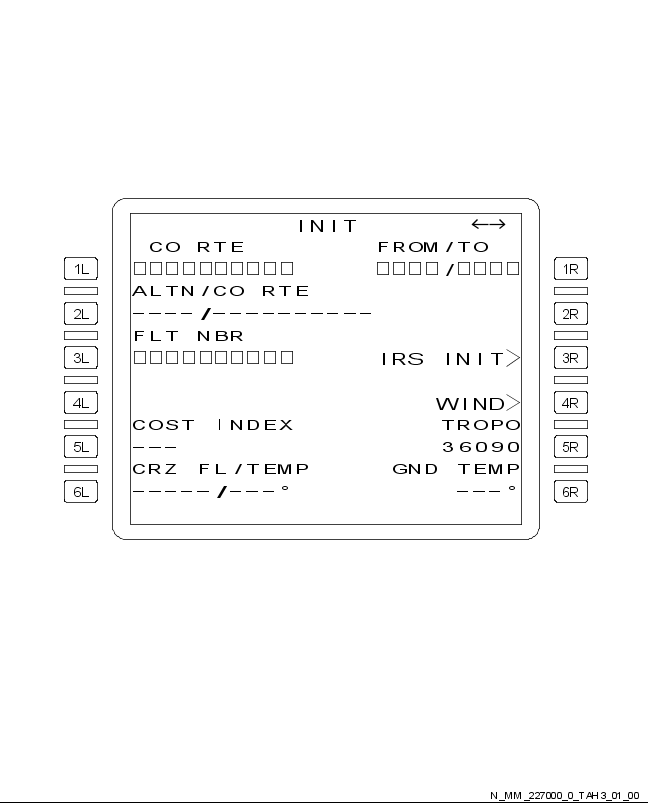 INIT ←→
CO RTE FROM/TO
1L □□□□□□□□□□ □□□□/□□□□ 1R
ALTN/CO RTE
2L ----/---------- 2R
FLT NBR
3L □□□□□□□□□□ IRS INIT> 3R
4L WIND> 4R
COST INDEX TROPO
5L --- 36090 5R
CRZ FL/TEMP GND TEMP
6L -----/---° ---° 6R
N_MM_227000_0_TAH3_01_00